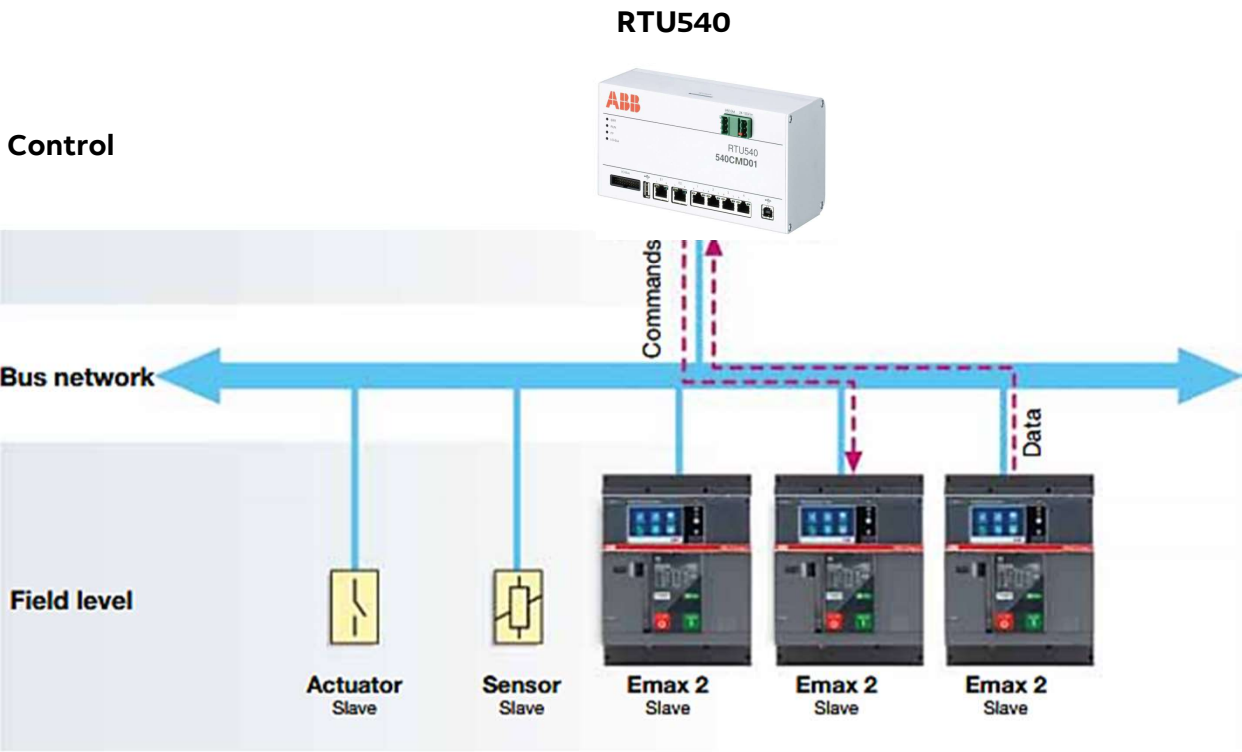 RTU540
Control
ABB
RTU540
540CMD01
Commands
Bus network
Data
Field level
Actuator
Slave
Sensor
Slave
Emax 2
Slave
Emax 2
Slave
Emax 2
Slave